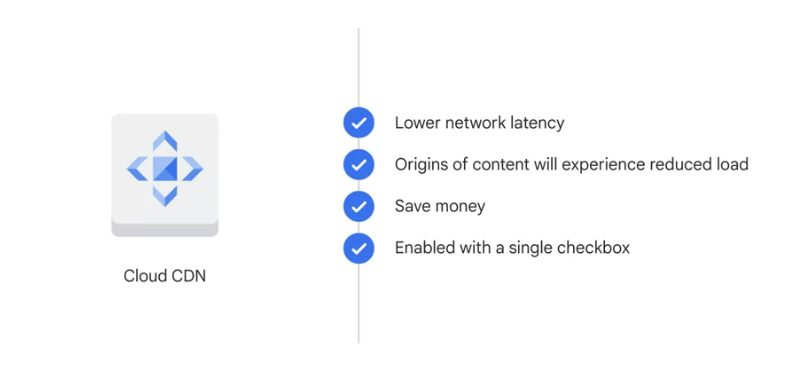 Lower network latency
Origins of content will experience reduced load
Save money
Enabled with a single checkbox
Cloud CDN